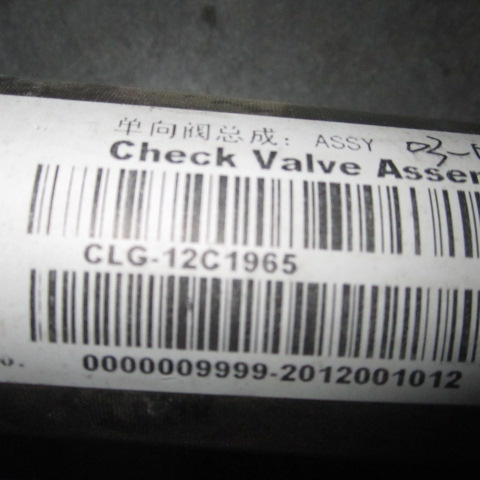 单向阀总成: ASSY
Check Valve Assem
CLG-12C1965
0000009999-2012001012